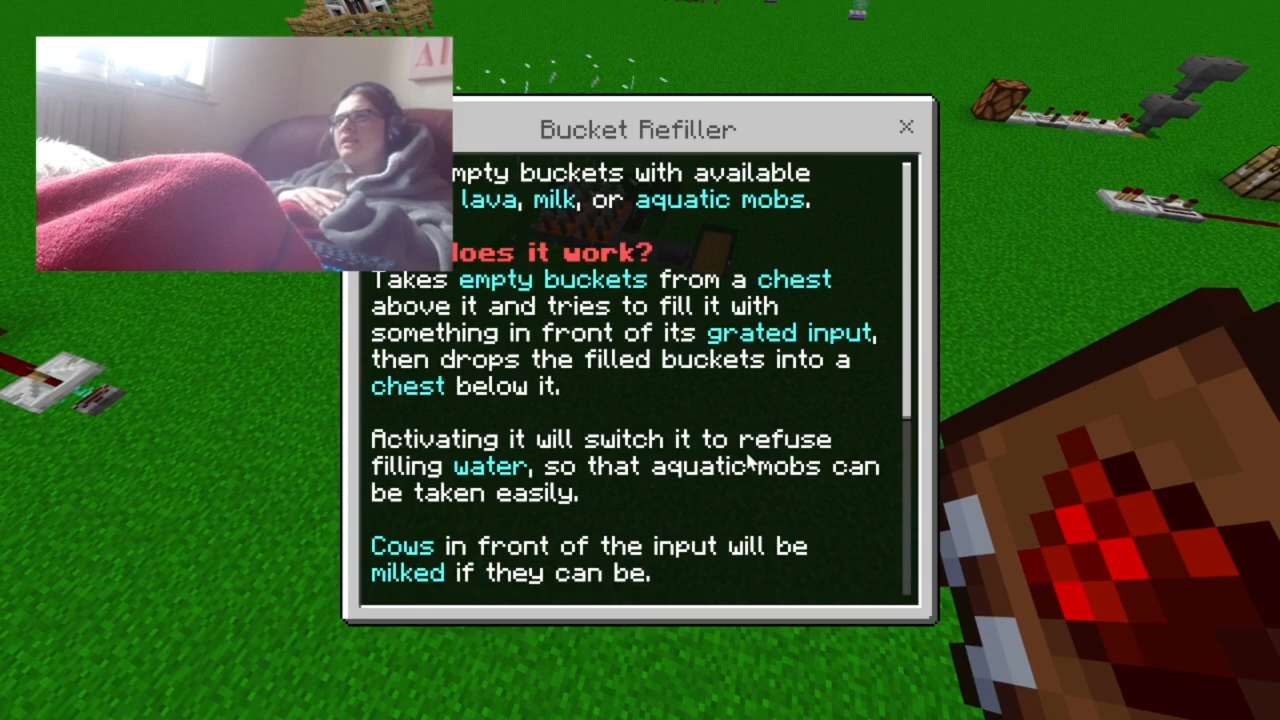 Bucket Refiller
mpty buckets with available
lava, milk, or aquatic mobs.
does it work?
Takes empty buckets from a chest
above it and tries to fill it with
something in front of its grated input,
then drops the filled buckets into a
chest below it.
Activating it will switch it to refuse
filling water, so that aquatic mobs can
be taken easily.
Cows in front of the input will be
milked if they can be.